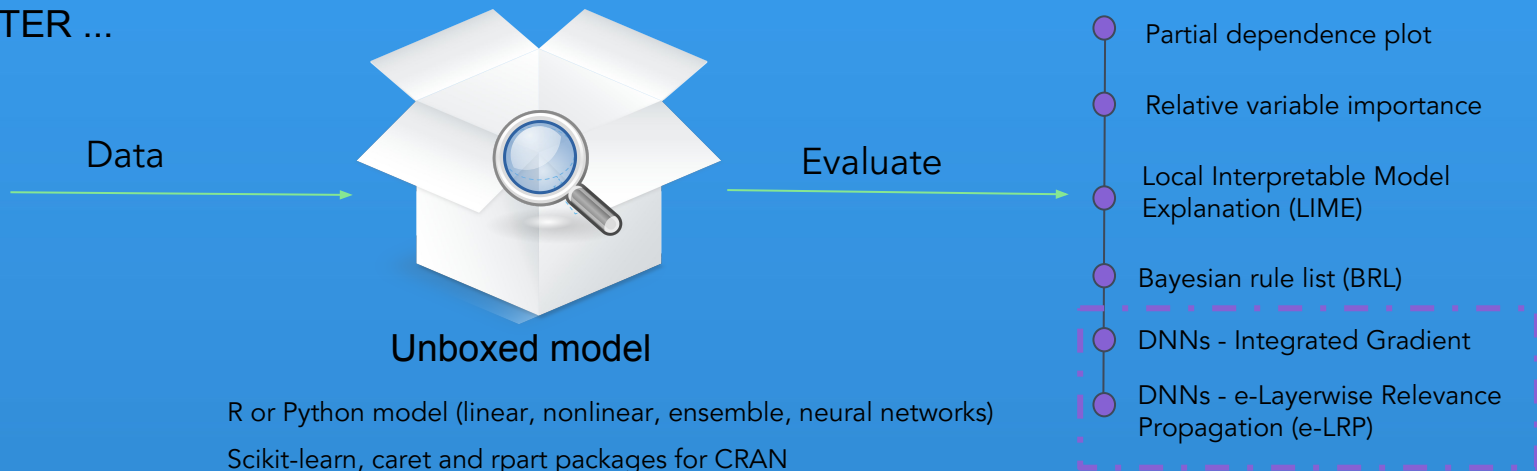 TER ...
Data
Evaluate
Unboxed model
R or Python model (linear, nonlinear, ensemble, neural networks)
Scikit-learn, caret and rpart packages for CRAN
Partial dependence plot
Relative variable importance
Local Interpretable Model
Explanation (LIME)
Bayesian rule list (BRL)
DNNs - Integrated Gradient
DNNs - e-Layerwise Relevance
Propagation (e-LRP)